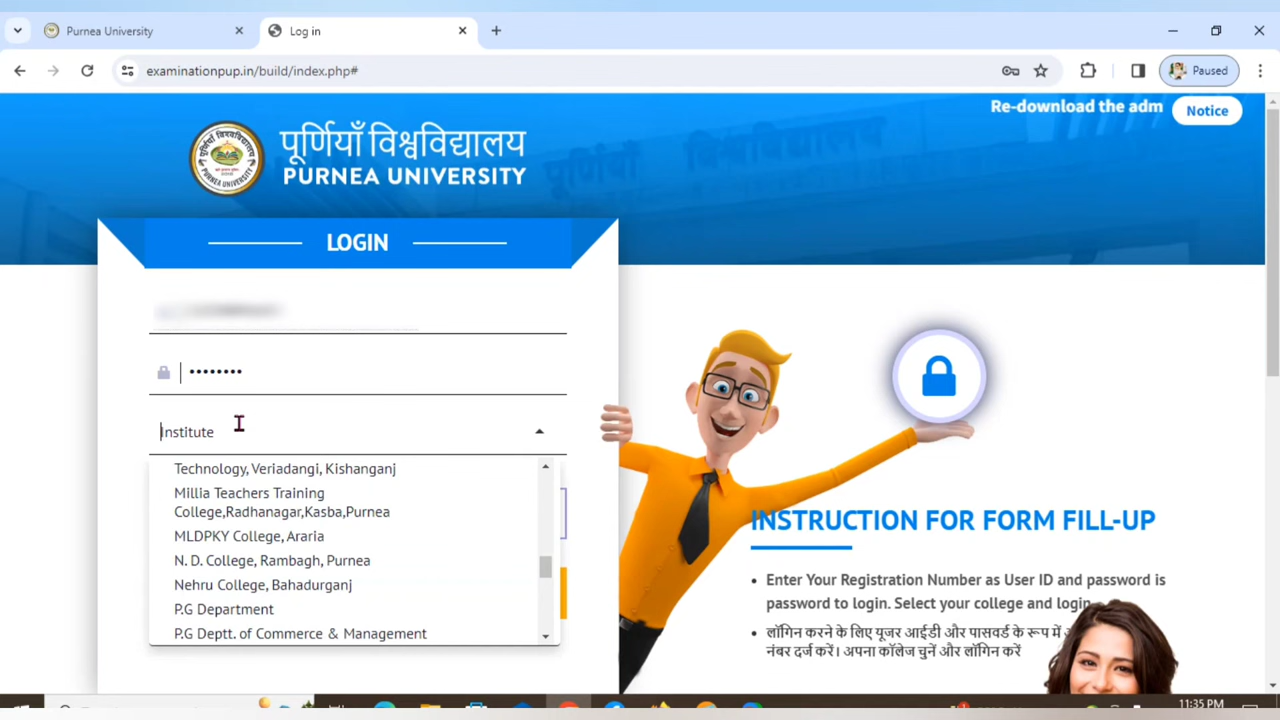 Purnea University
Log in
examinationpup.in/build/index.php#
Paused
Re-download the adm
Notice
पूर्णियाँ विश्वविद्यालय
PURNEA UNIVERSITY
LOGIN
••••••••
Institute
Technology, Veriadangi, Kishanganj
Millia Teachers Training
College,Radhanagar,Kasba,Purnea
MLDPKY College, Araria
N. D. College, Rambagh, Purnea
Nehru College, Bahadurganj
P.G Department
P.G Deptt. of Commerce & Management
INSTRUCTION FOR FORM FILL-UP
• Enter Your Registration Number as User ID and password is
password to login. Select your college and login
• लॉगिन करने के लिए यूजर आईडी और पासवर्ड के रूप में
नंबर दर्ज करें। अपना कॉलेज चुनें और लॉगिन करें
11:35 PM